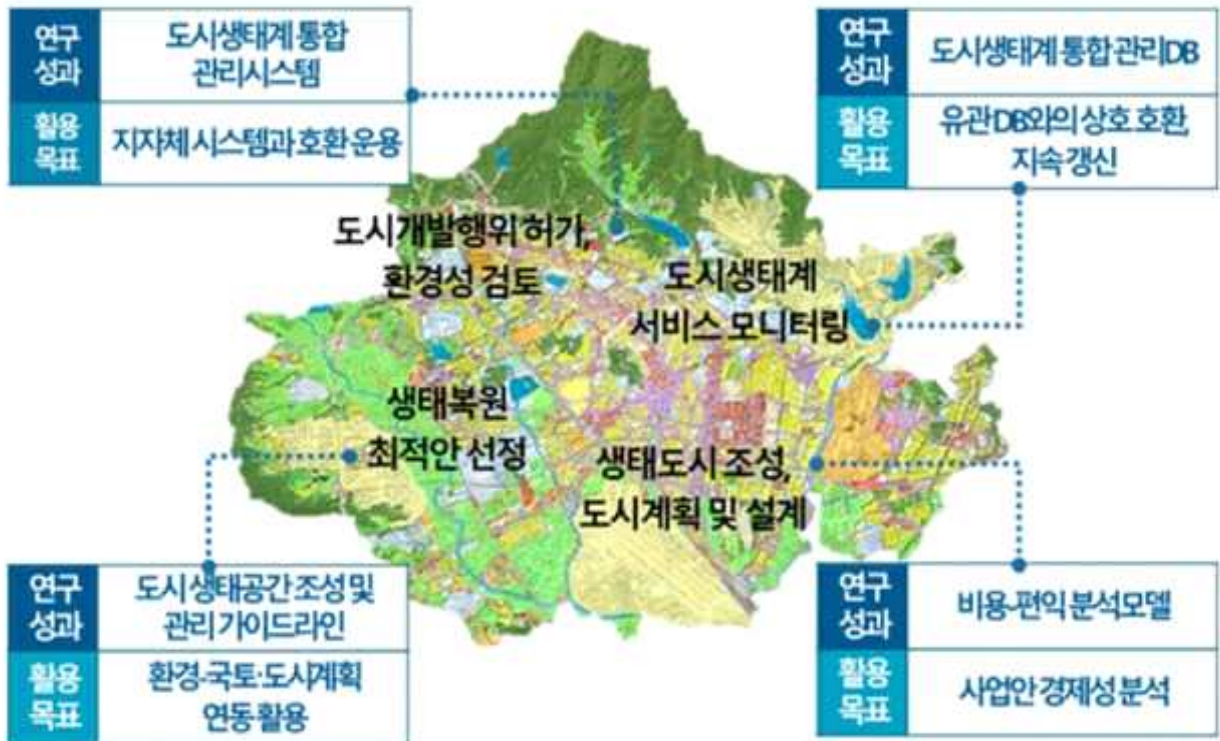 연구
성과
도시생태계 통합
관리시스템
활용
목표
지자체 시스템과 호환 운용
연구
성과
도시생태계 통합 관리DB
활용
목표
유관DB와의 상호 호환,
지속 갱신
도시개발행위 허가,
환경성 검토
도시생태계
서비스 모니터링
생태복원
최적안 선정
생태도시 조성,
도시계획 및 설계
연구
성과
도시 생태공간 조성 및
관리 가이드라인
활용
목표
환경·국토·도시계획
연동 활용
연구
성과
비용-편익 분석모델
활용
목표
사업안 경제성 분석